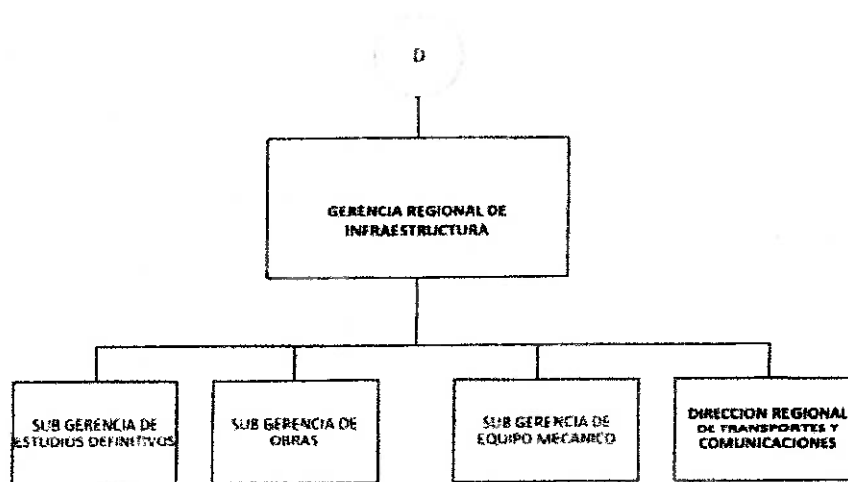 D
GERENCIA REGIONAL DE
INFRAESTRUCTURA
SUB GERENCIA DE
ESTUDIOS DEFINITIVOS
SUB GERENCIA DE
OBRAS
SUB GERENCIA DE
EQUIPO MECANICO
DIRECCION REGIONAL
DE TRANSPORTES Y
COMUNICACIONES